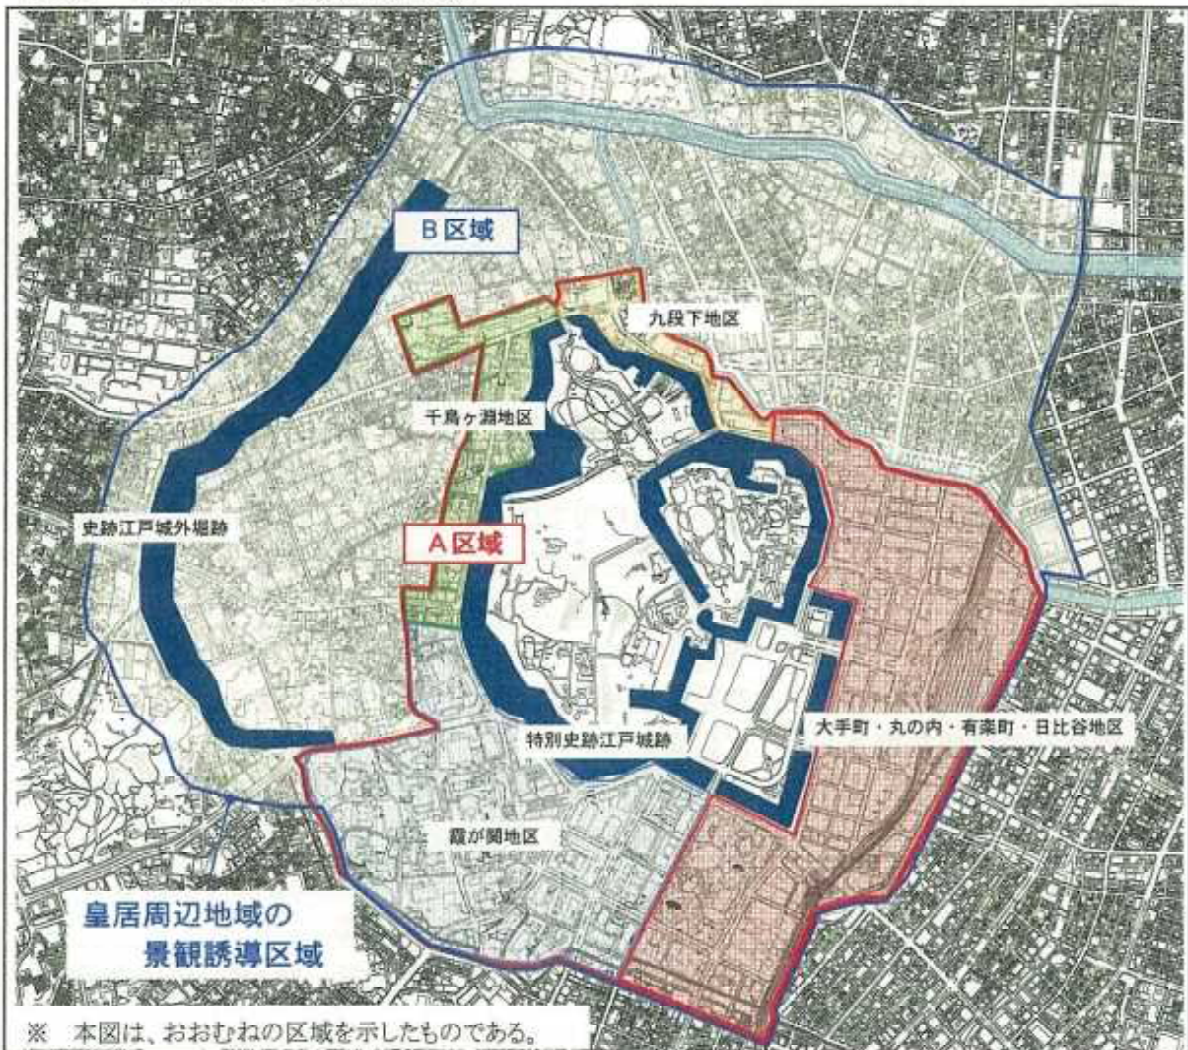 B区域
九段下地区
千鳥ヶ淵地区
史跡江戸城外堀跡
A区域
特別史跡江戸城跡
大手町・丸の内・有楽町・日比谷地区
霞が関地区
皇居周辺地域の
景観誘導区域
※ 本図は、おおむねの区域を示したものである。